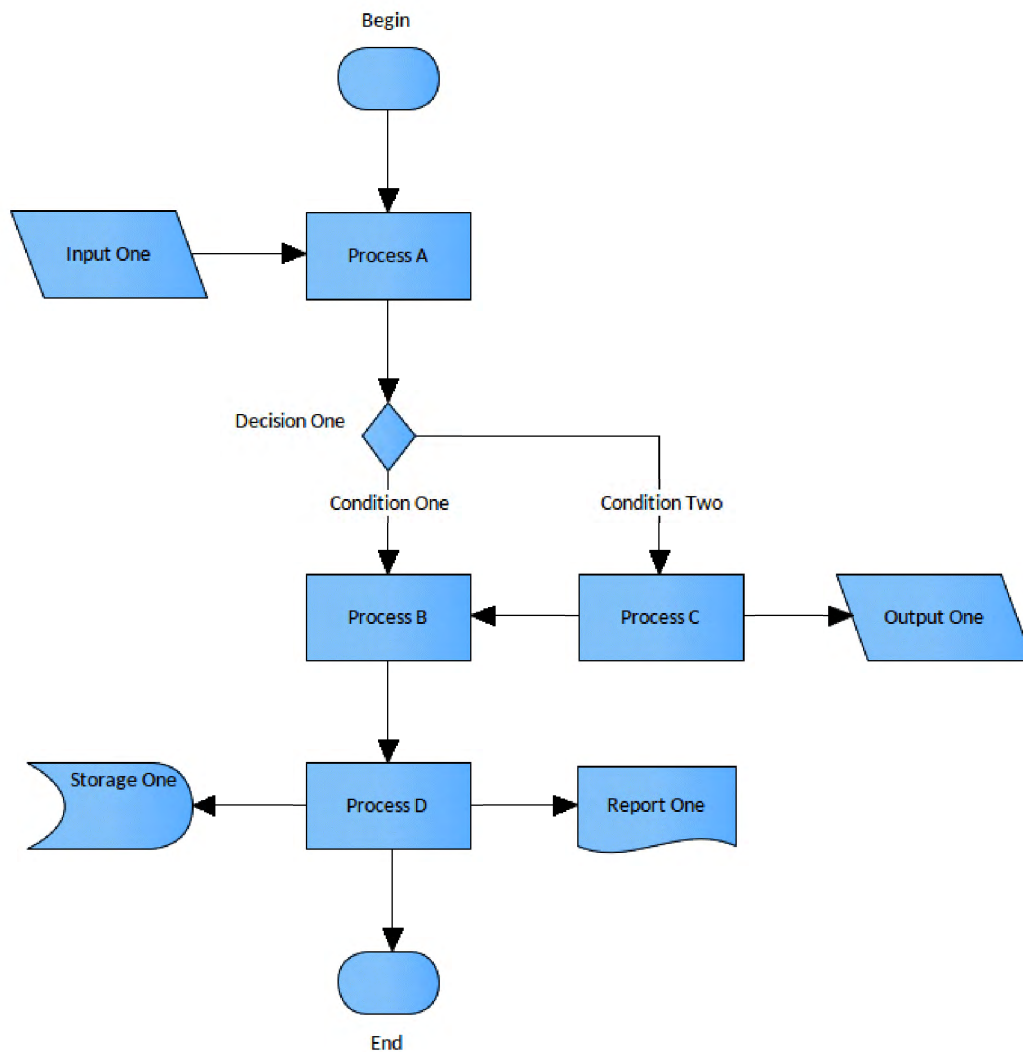 Begin
Input One
Process A
Decision One
Condition One
Condition Two
Process B
Process C
Output One
Storage One
Process D
Report One
End